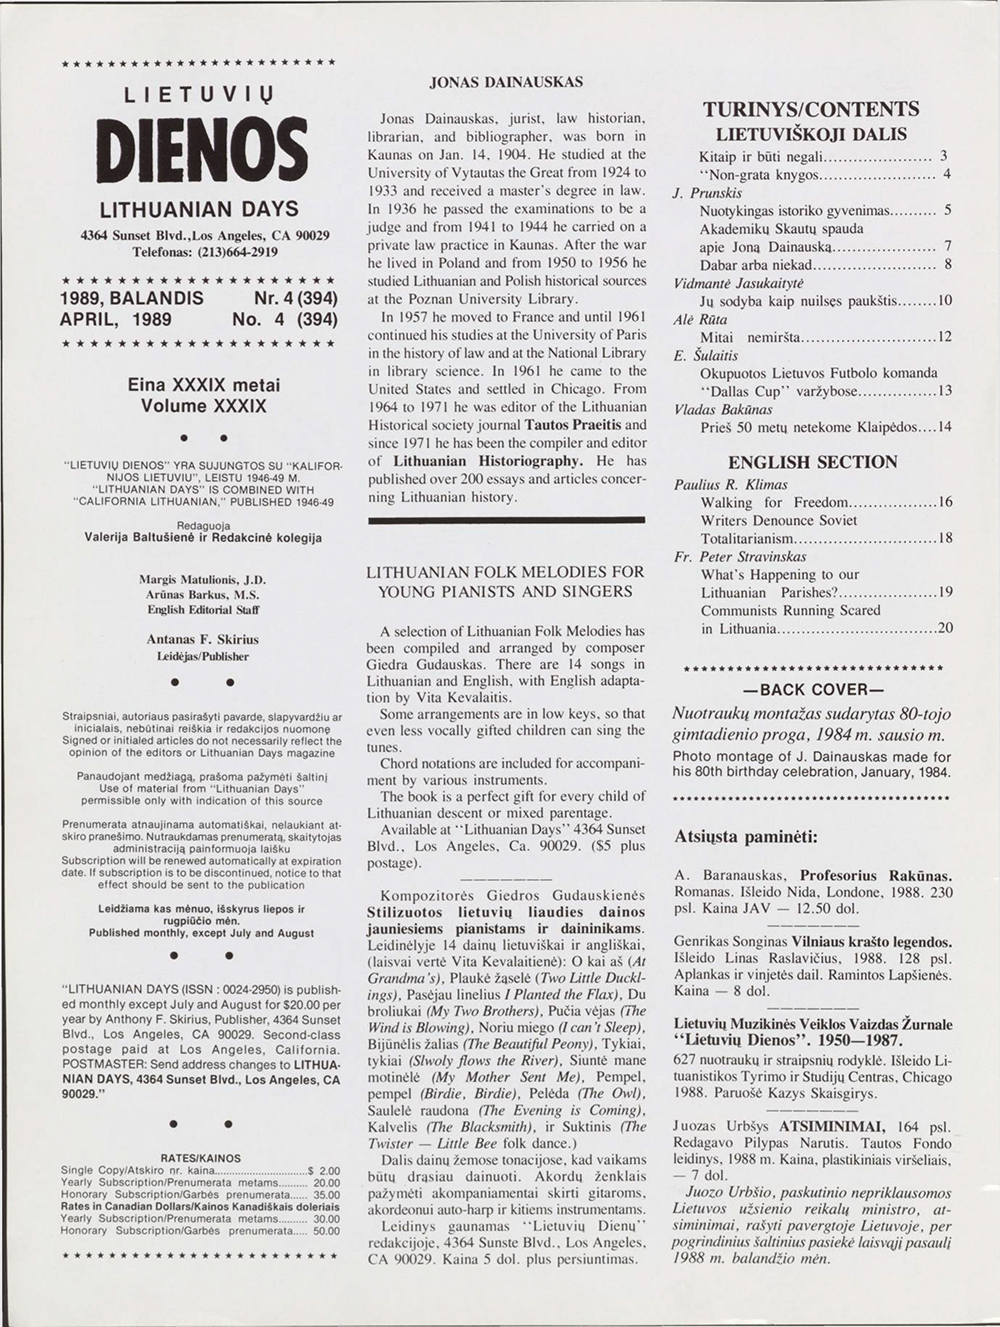 LIETUVIŲ
DIENOS
LITHUANIAN DAYS
4364 Sunset Blvd.,Los Angeles, CA 90029
Telefonas: (213)664-2919
1989, BALANDIS Nr. 4 (394)
APRIL, 1989 No. 4 (394)
Eina XXXIX metai
Volume XXXIX
"LIETUVIŲ DIENOS" YRA SUJUNGTOS SU "KALIFOR-
NIJOS LIETUVIU", LEISTU 1946-49 M.
"LITHUANIAN DAYS" IS COMBINED WITH
"CALIFORNIA LITHUANIAN," PUBLISHED 1946-49
Redaguoja
Valerija Baltušienė ir Redakcinė kolegija
Margis Matulionis, J.D.
Arūnas Barkus, M.S.
English Editorial Staff
Antanas F. Skirius
Leidėjas/Publisher
Straipsniai, autoriaus pasirašyti pavarde, slapyvardžiu ar
inicialais, nebūtinai reiškia ir redakcijos nuomonę
Signed or initialed articles do not necessarily reflect the
opinion of the editors or Lithuanian Days magazine
Panaudojant medžiagą, prašoma pažymėti šaltinį
Use of material from "Lithuanian Days"
permissible only with indication of this source
Prenumerata atnaujinama automatiškai, nelaukiant at-
skiro pranešimo. Nutraukdamas prenumeratą, skaitytojas
administraciją painformuoja laišku
Subscription will be renewed automatically at expiration
date. If subscription is to be discontinued, notice to that
effect should be sent to the publication
Leidžiama kas mėnuo, išskyrus liepos ir
rugpiūčio mėn.
Published monthly, except July and August
"LITHUANIAN DAYS (ISSN : 0024-2950) is publish-
ed monthly except July and August for $20.00 per
year by Anthony F. Skirius, Publisher, 4364 Sunset
Blvd., Los Angeles, CA 90029. Second-class
postage paid at Los Angeles, California.
POSTMASTER: Send address changes to LITHUA-
NIAN DAYS, 4364 Sunset Blvd., Los Angeles, CA
90029."
RATES/KAINOS
Single Copy/Atskiro nr. kaina..............................$ 2.00
Yearly Subscription/Prenumerata metams.......... 20.00
Honorary Subscription/Garbės prenumerata...... 35.00
Rates in Canadian Dollars/Kainos Kanadiškais doleriais
Yearly Subscription/Prenumerata metams.......... 30.00
Honorary Subscription/Garbės prenumerata..... 50.00
JONAS DAINAUSKAS
Jonas Dainauskas, jurist, law historian,
librarian, and bibliographer, was born in
Kaunas on Jan. 14, 1904. He studied at the
University of Vytautas the Great from 1924 to
1933 and received a master's degree in law.
In 1936 he passed the examinations to be a
judge and from 1941 to 1944 he carried on a
private law practice in Kaunas. After the war
he lived in Poland and from 1950 to 1956 he
studied Lithuanian and Polish historical sources
at the Poznan University Library.
In 1957 he moved to France and until 1961
continued his studies at the University of Paris
in the history of law and at the National Library
in library science. In 1961 he came to the
United States and settled in Chicago. From
1964 to 1971 he was editor of the Lithuanian
Historical society journal Tautos Praeitis and
since 1971 he has been the compiler and editor
of Lithuanian Historiography. He has
published over 200 essays and articles concer-
ning Lithuanian history.
LITHUANIAN FOLK MELODIES FOR
YOUNG PIANISTS AND SINGERS
A selection of Lithuanian Folk Melodies has
been compiled and arranged by composer
Giedra Gudauskas. There are 14 songs in
Lithuanian and English, with English adapta-
tion by Vita Kevalaitis.
Some arrangements are in low keys, so that
even less vocally gifted children can sing the
tunes.
Chord notations are included for accompani-
ment by various instruments.
The book is a perfect gift for every child of
Lithuanian descent or mixed parentage.
Available at "Lithuanian Days" 4364 Sunset
Blvd., Los Angeles, Ca. 90029. ($5 plus
postage).
Kompozitorės Giedros Gudauskienės
Stilizuotos lietuvių liaudies dainos
jauniesiems pianistams ir dainininkams.
Leidinėlyje 14 dainų lietuviškai ir angliškai,
(laisvai vertė Vita Kevalaitienė): O kai aš (At
Grandma's), Plaukė žąselė (Two Little Duckl-
ings), Pasėjau linelius I Planted the Flax), Du
broliukai (My Two Brothers), Pučia vėjas (The
Wind is Blowing), Noriu miego (I can't Sleep),
Bijūnėlis žalias (The Beautiful Peony), Tykiai,
tykiai (Slwoly flows the River), Siuntė mane
motinėlė (My Mother Sent Me), Pempel,
pempel (Birdie, Birdie), Pelėda (The Owl),
Saulelė raudona (The Evening is Coming),
Kalvelis (The Blacksmith), ir Suktinis (The
Twister — Little Bee folk dance.)
Dalis dainų žemose tonacijose, kad vaikams
būtų drąsiau dainuoti. Akordų ženklais
pažymėti akompaniamentai skirti gitaroms,
akordeonui auto-harp ir kitiems instrumentams.
Leidinys gaunamas "Lietuvių Dienų"
redakcijoje, 4364 Sunste Blvd., Los Angeles,
CA 90029. Kaina 5 dol. plus persiuntimas.
TURINYS/CONTENTS
LIETUVIŠKOJI DALIS
Kitaip ir būti negali...................... 3
"Non-grata knygos........................ 4
J. Prunskis
Nuotykingas istoriko gyvenimas.......... 5
Akademikų Skautų spauda
apie Joną Dainauską...................... 7
Dabar arba niekad......................... 8
Vidmantė Jasukaitytė
Jų sodyba kaip nuilsęs paukštis........10
Alė Rūta
Mitai nemiršta............................12
E. Šulaitis
Okupuotos Lietuvos Futbolo komanda
"Dallas Cup" varžybose................13
Vladas Bakūnas
Prieš 50 metų netekome Klaipėdos....14
ENGLISH SECTION
Paulius R. Klimas
Walking for Freedom..................16
Writers Denounce Soviet
Totalitarianism.............................18
Fr. Peter Stravinskas
What's Happening to our
Lithuanian Parishes?....................19
Communists Running Scared
in Lithuania................................20
—BACK COVER—
Nuotraukų montažas sudarytas 80-tojo
gimtadienio proga, 1984 m. sausio m.
Photo montage of J. Dainauskas made for
his 80th birthday celebration, January, 1984.
Atsiųsta paminėti:
A. Baranauskas, Profesorius Rakūnas.
Romanas. Išleido Nida, Londone, 1988. 230
psl. Kaina JAV — 12.50 dol.
Genrikas Songinas Vilniaus krašto legendos.
Išleido Linas Raslavičius, 1988. 128 psl.
Aplankas ir vinjetės dail. Ramintos Lapšienės.
Kaina — 8 dol.
Lietuvių Muzikinės Veiklos Vaizdas Žurnale
"Lietuvių Dienos". 1950—1987.
627 nuotraukų ir straipsnių rodyklė. Išleido Li-
tuanistikos Tyrimo ir Studijų Centras, Chicago
1988. Paruošė Kazys Skaisgirys.
Juozas Urbšys ATSIMINIMAI, 164 psl.
Redagavo Pilypas Narutis. Tautos Fondo
leidinys, 1988 m. Kaina, plastikiniais viršeliais,
— 7 dol.
Juozo Urbšio, paskutinio nepriklausomos
Lietuvos užsienio reikalų ministro, at-
siminimai, rašyti pavergtoje Lietuvoje, per
pogrindinius šaltinius pasiekė laisvąjį pasaulį
1988 m. balandžio mėn.